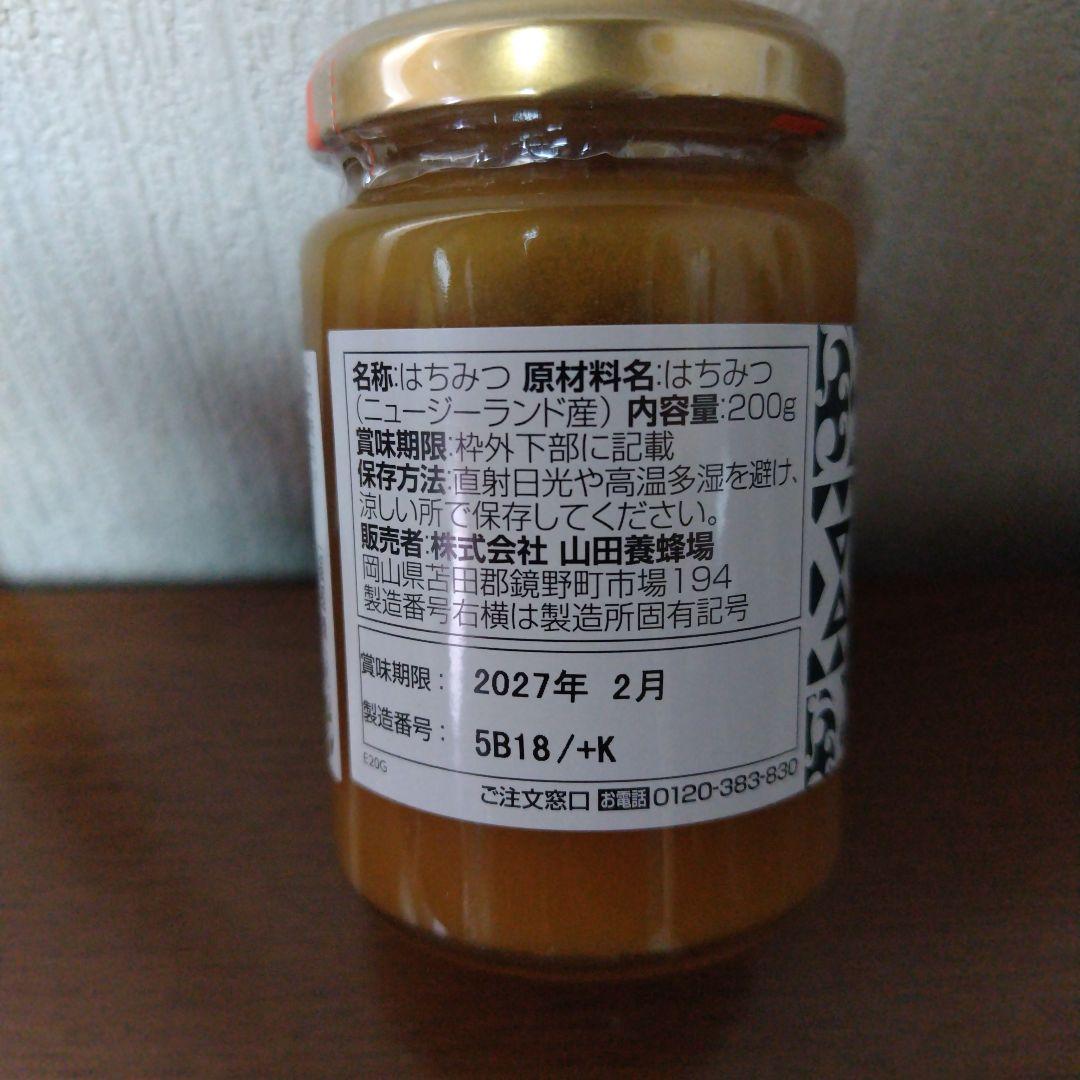 名称:はちみつ 原材料名:はちみつ
(ニュージーランド産) 内容量:200g
賞味期限:枠外下部に記載
保存方法:直射日光や高温多湿を避け、
涼しい所で保存してください。
販売者:株式会社 山田養蜂場
岡山県苫田郡鏡野町市場194
製造番号右横は製造所固有記号
賞味期限: 2027年 2月
製造番号: 5B18/+K
E20G
ご注文窓口 お電話 0120-383-830